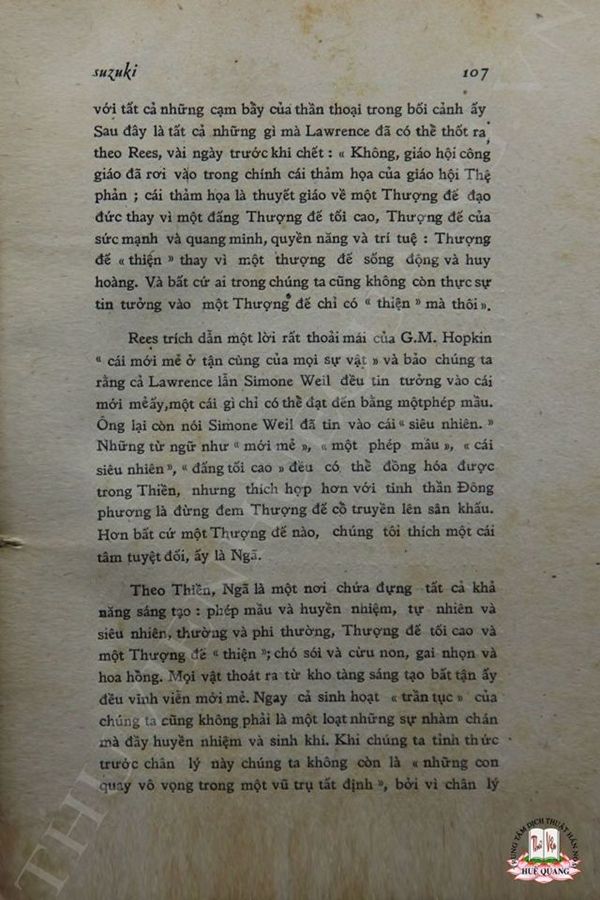 suzuki 107
với tất cả những cạm bẫy của thần thoại trong bối cảnh ấy
Sau đây là tất cả những gì mà Lawrence đã có thể thốt ra,
theo Rees, vài ngày trước khi chết : « Không, giáo hội công
giáo đã rơi vào trong chính cái thảm họa của giáo hội Thệ
phản ; cái thảm họa là thuyết giáo về một Thượng đế đạo
đức thay vì một đấng Thượng đế tối cao, Thượng đế của
sức mạnh và quang minh, quyền năng và trí tuệ : Thượng
đế « thiện » thay vì một thượng đế sống động và huy
hoàng. Và bất cứ ai trong chúng ta cũng không còn thực sự
tin tưởng vào một Thượng đế chỉ có « thiện » mà thôi».
Rees trích dẫn một lời rất thoải mái của G.M. Hopkin
« cái mới mẻ ở tận cùng của mọi sự vật » và bảo chúng ta
rằng cả Lawrence lẫn Simone Weil đều tin tưởng vào cái
mới mẻấy,một cái gì chỉ có thể đạt đến bằng mộtphép mầu.
Ông lại còn nói Simone Weil đã tin vào cái« siêu nhiên. »
Những từ ngữ như « mới mẻ », « một phép mâu », « cái
siêu nhiên», « đấng tối cao » đều có thể đồng hóa được
trong Thiền, nhưng thích hợp hơn với tinh thần Đông
phương là đừng đem Thượng đế cổ truyền lên sân khấu.
Hơn bất cứ một Thượng đế nào, chúng tôi thích một cái
tâm tuyệt đối, ấy là Ngã.
Theo Thiền, Ngã là một nơi chứa đựng tất cả khả
năng sáng tạo : phép mầu và huyền nhiệm, tự nhiên và
siêu nhiên, thường và phi thường, Thượng đế tối cao và
một Thượng đế « thiện »; chó sói và cừu non, gai nhọn và
hoa hồng. Mọi vật thoát ra từ kho tàng sáng tạo bất tận ấy
đều vĩnh viễn mới mẻ. Ngay cả sinh hoạt « trần tục » của
chúng ta cũng không phải là một loạt những sự nhàm chán
mà đầy huyền nhiệm và sinh khí. Khi chúng ta tỉnh thức
trước chân lý này chúng ta không còn là « những con
quay vô vọng trong một vũ trụ tất định », bởi vì chân lý
TRUNG TÂM DỊCH THUẬT HÁN NÔM
HUỆ QUANG